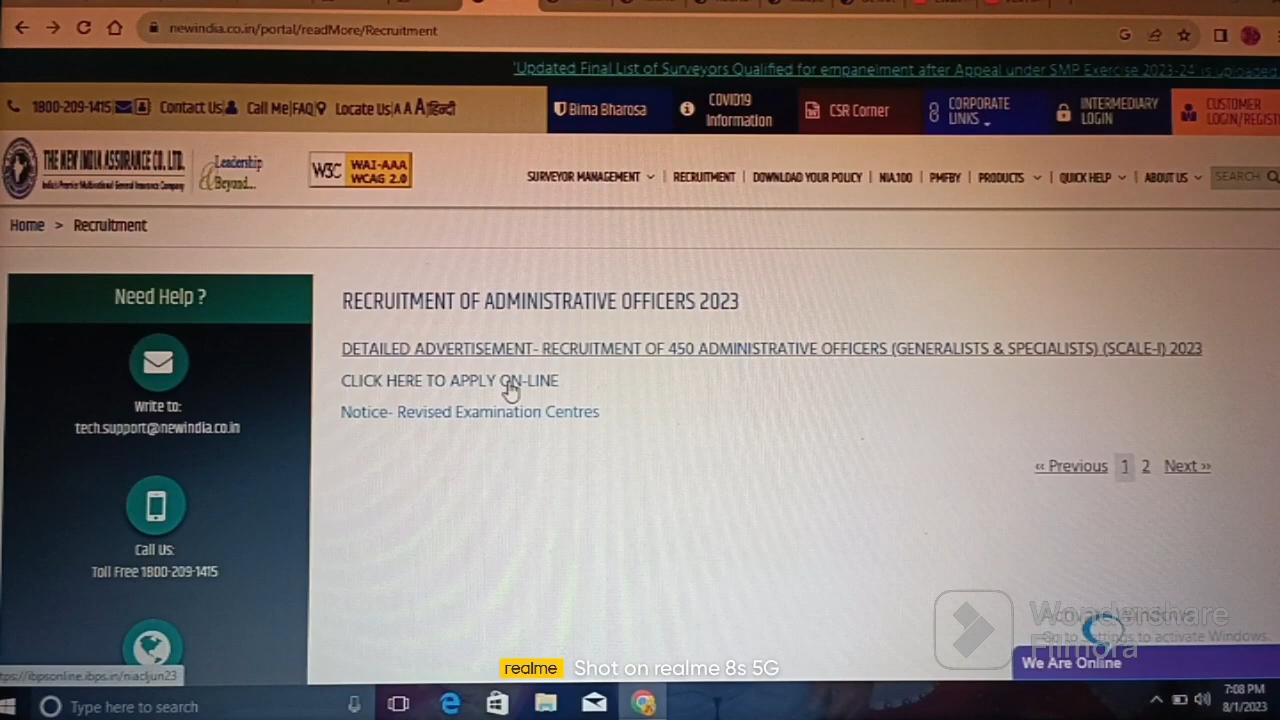 newindia.co.in/portal/readMore/Recruitment
'Updated Final List of Surveyors Qualified for empanelment after Appeal under SMP Exercise 2023-24 is uploaded
1800-209-1415 Contact Us Call Me|FAQ Locate Us|A A A|हिन्दी
Bima Bharosa
COVID19
Information
CSR Corner
CORPORATE
LINKS
INTERMEDIARY
LOGIN
CUSTOMER
LOGIN/REGIST
THE NEW INDIA ASSURANCE CO. LTD.
India's Premier Multinational General Insurance Company
Leadership
& Beyond...
W3C WAI-AAA
WCAG 2.0
SURVEYOR MANAGEMENT | RECRUITMENT | DOWNLOAD YOUR POLICY | NIA.100 | PMFBY | PRODUCTS | QUICK HELP | ABOUT US
SEARCH
Home > Recruitment
Need Help ?
Write to:
tech.support@newindia.co.in
Call Us:
Toll Free 1800-209-1415
RECRUITMENT OF ADMINISTRATIVE OFFICERS 2023
DETAILED ADVERTISEMENT- RECRUITMENT OF 450 ADMINISTRATIVE OFFICERS (GENERALISTS & SPECIALISTS) (SCALE-I) 2023
CLICK HERE TO APPLY ON-LINE
Notice- Revised Examination Centres
‹‹ Previous 1 2 Next ››
Wondershare
Filmora
Go to Settings to activate Windows.
We Are Online
ttps://ibpsonline.ibps.in/niacljun23
realme Shot on realme 8s 5G
Type here to search
7:08 PM
8/1/2023